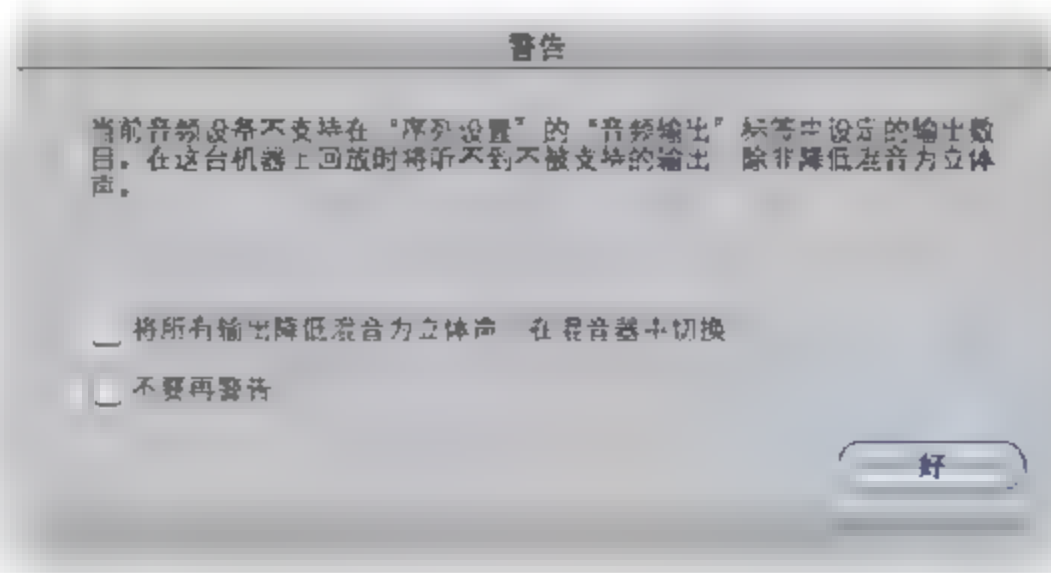 警告
当前音频设备不支持在“序列设置”的“音频输出”标签中设定的输出数
目。在这台机器上回放时将听不到不被支持的输出 除非降低混音为立体
声。
将所有输出降低混音为立体声 在混音器中切换
不要再警告
好